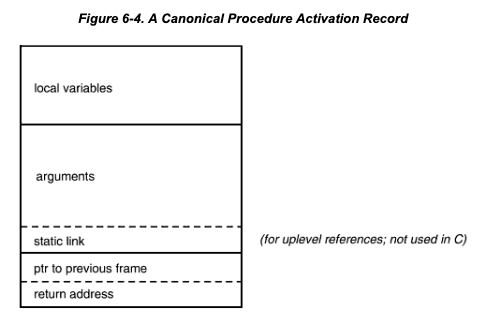 Figure 6-4. A Canonical Procedure Activation Record
local variables
arguments
static link
(for uplevel references; not used in C)
ptr to previous frame
return address